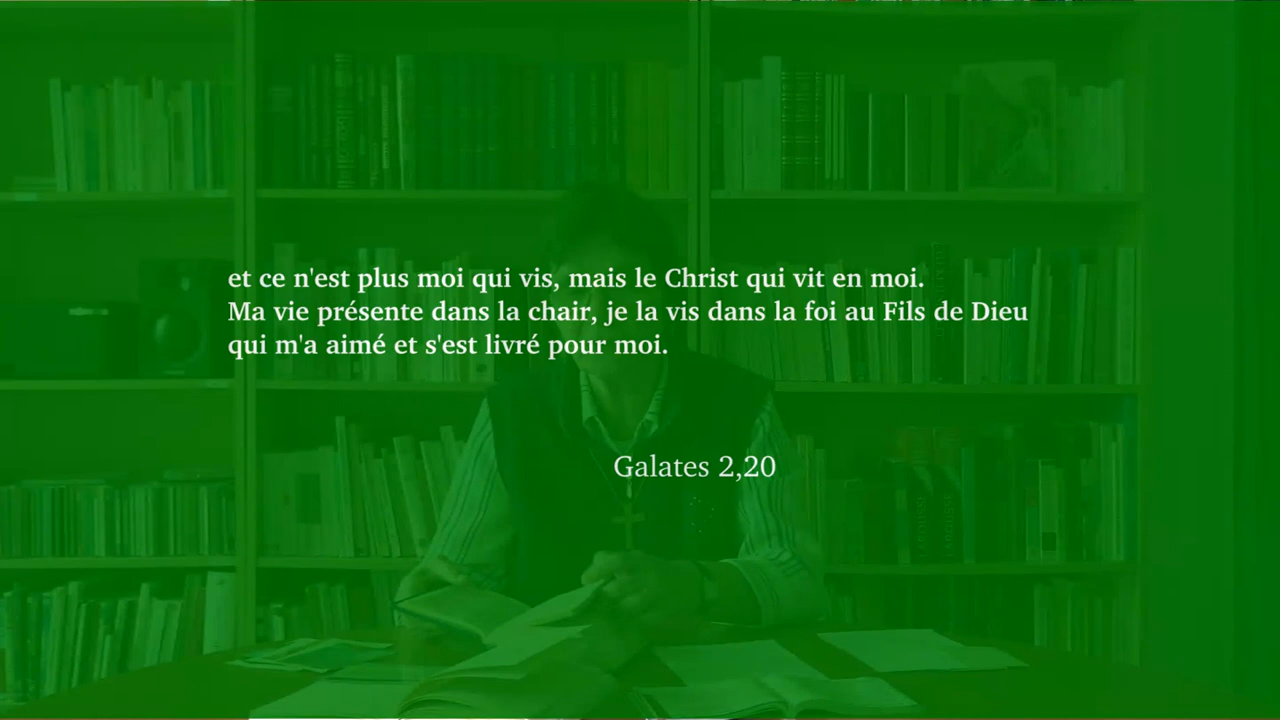 et ce n'est plus moi qui vis, mais le Christ qui vit en moi.
Ma vie présente dans la chair, je la vis dans la foi au Fils de Dieu
qui m'a aimé et s'est livré pour moi.
Galates 2,20